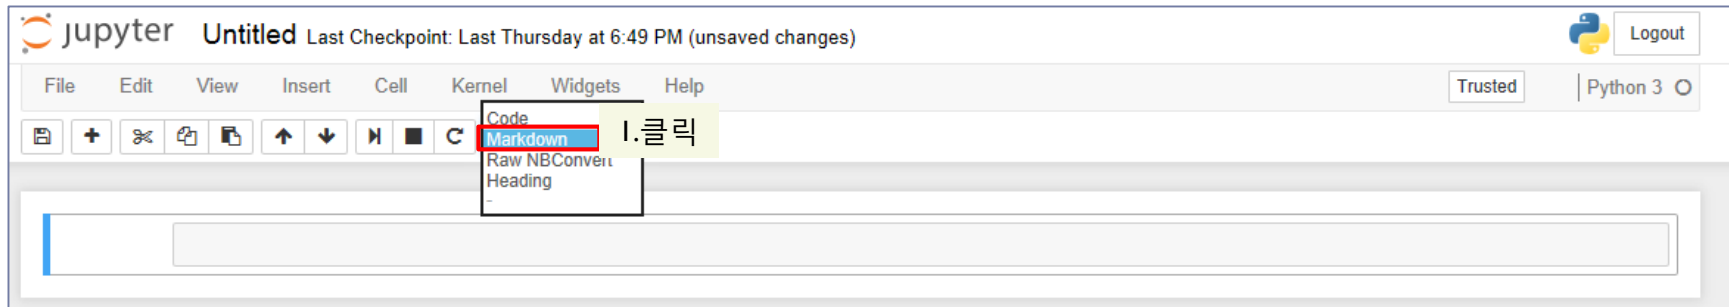 jupyter Untitled Last Checkpoint: Last Thursday at 6:49 PM (unsaved changes) Logout
File Edit View Insert Cell Kernel Widgets Help Trusted Python 3
Code
Markdown 1.클릭
Raw NBConvert
Heading
-